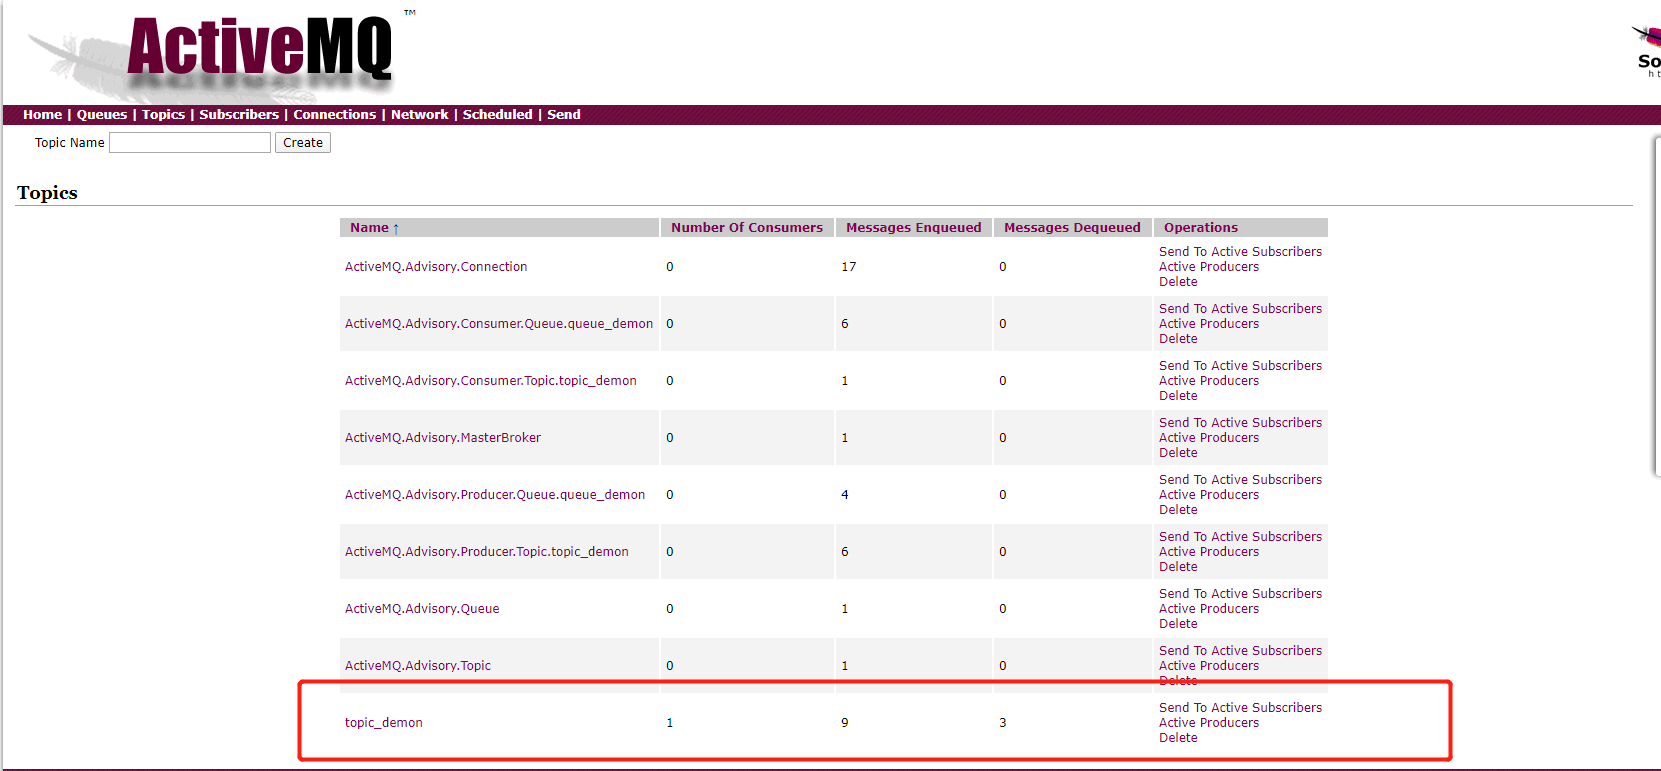 ActiveMQ ™
So
ht
Home | Queues | Topics | Subscribers | Connections | Network | Scheduled | Send
Topic Name Create
Topics
Name ↑ Number Of Consumers Messages Enqueued Messages Dequeued Operations
Send To Active Subscribers
ActiveMQ.Advisory.Connection 0 17 0 Active Producers
Delete
Send To Active Subscribers
ActiveMQ.Advisory.Consumer.Queue.queue_demon 0 6 0 Active Producers
Delete
Send To Active Subscribers
ActiveMQ.Advisory.Consumer.Topic.topic_demon 0 1 0 Active Producers
Delete
Send To Active Subscribers
ActiveMQ.Advisory.MasterBroker 0 1 0 Active Producers
Delete
Send To Active Subscribers
ActiveMQ.Advisory.Producer.Queue.queue_demon 0 4 0 Active Producers
Delete
Send To Active Subscribers
ActiveMQ.Advisory.Producer.Topic.topic_demon 0 6 0 Active Producers
Delete
Send To Active Subscribers
ActiveMQ.Advisory.Queue 0 1 0 Active Producers
Delete
Send To Active Subscribers
ActiveMQ.Advisory.Topic 0 1 0 Active Producers
Delete
Send To Active Subscribers
topic_demon 1 9 3 Active Producers
Delete